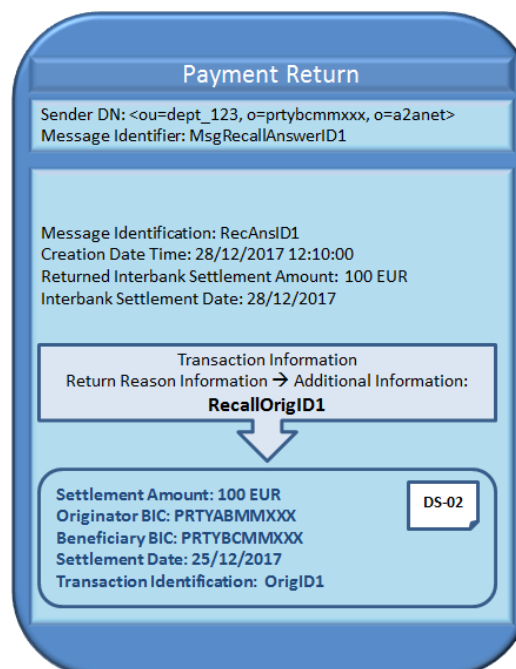 Payment Return
Sender DN: <ou=dept_123, o=prtybcmmxxx, o=a2anet>
Message Identifier: MsgRecallAnswerID1
Message Identification: RecAnsID1
Creation Date Time: 28/12/2017 12:10:00
Returned Interbank Settlement Amount: 100 EUR
Interbank Settlement Date: 28/12/2017
Transaction Information
Return Reason Information → Additional Information:
RecallOrigID1
Settlement Amount: 100 EUR
DS-02
Originator BIC: PRTYABMMXXX
Beneficiary BIC: PRTYBCMMXXX
Settlement Date: 25/12/2017
Transaction Identification: OrigID1